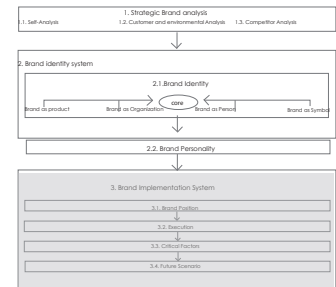 1. Strategic Brand analysis
1.1. Self-Analysis 1.2. Customer and environmental Analysis 1.3. Competitor Analysis
2. Brand identity system
2.1.Brand Identity
core
Brand as product Brand as Organization Brand as Person Brand as Symbol
2.2. Brand Personality
3. Brand Implementation System
3.1. Brand Position
3.2. Execution
3.3. Critical Factors
3.4. Future Scenario